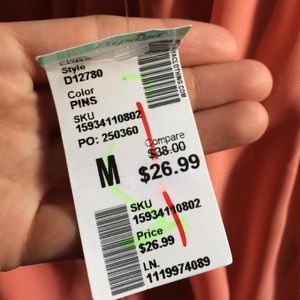 Style
D12780
Color
PINS
SKU
15934110802
PO: 250360
M
Compare
$38.00
$26.99
SKU
15934110802
Price
$26.99
LN.
1119974089